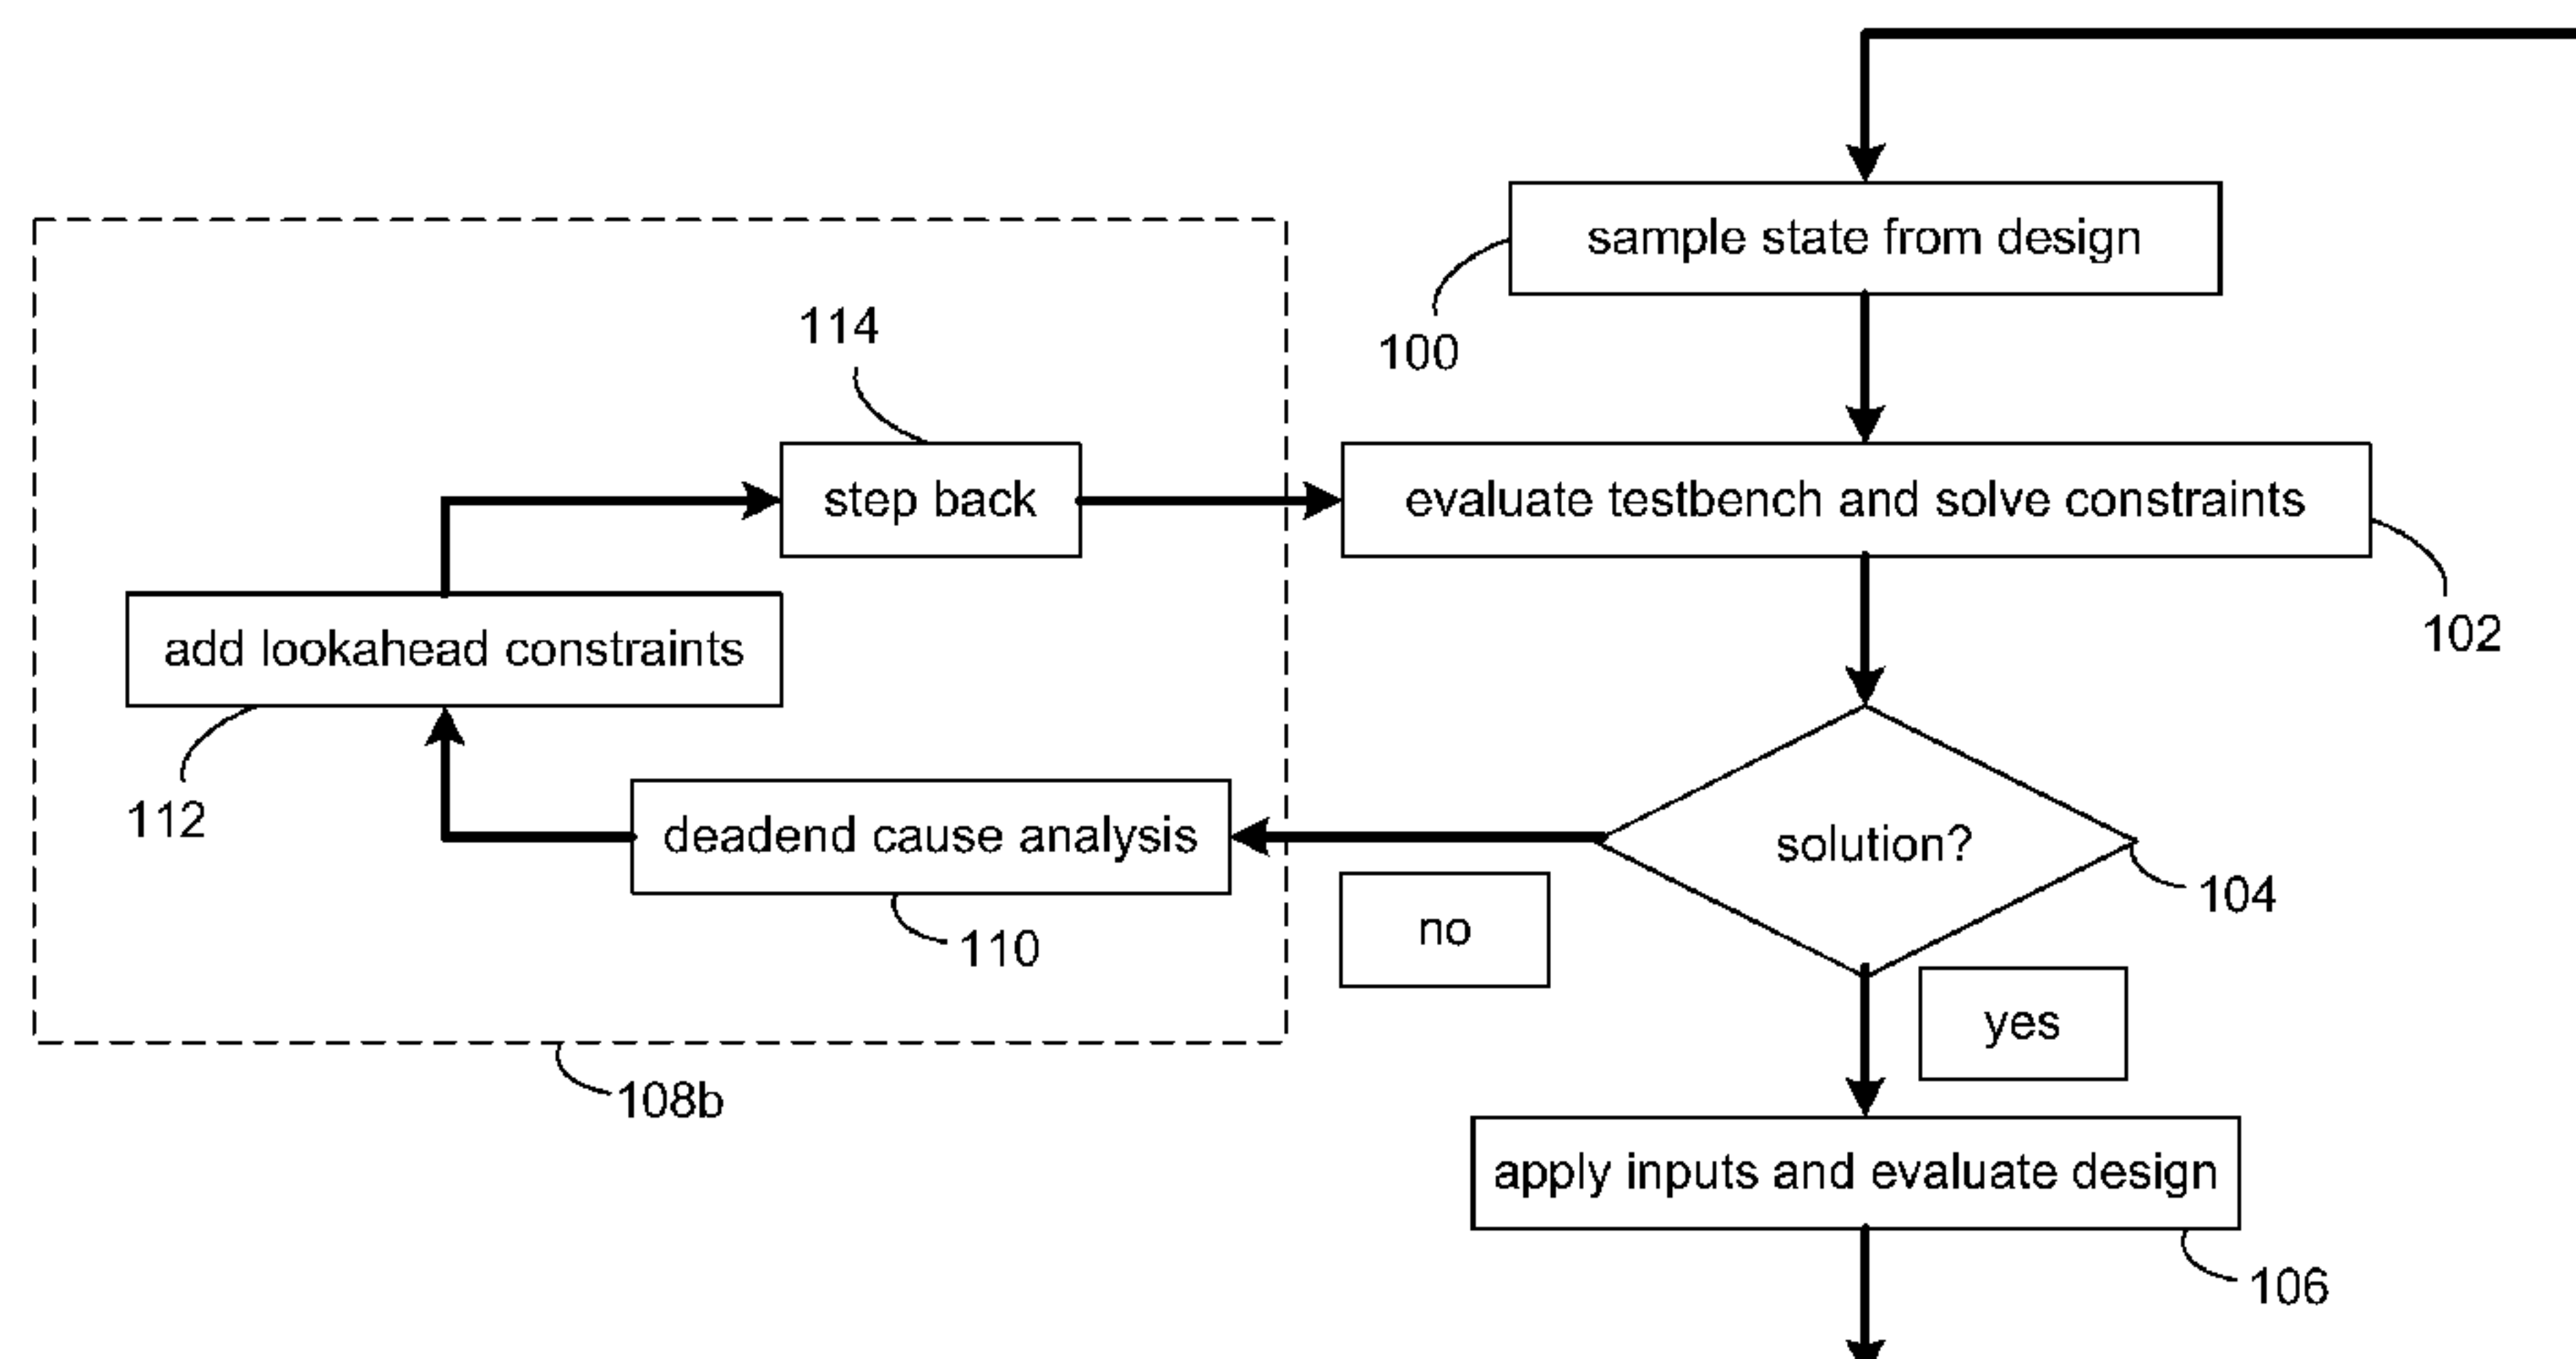 sample state from design
100
114
step back
evaluate testbench and solve constraints
102
add lookahead constraints
112
deadend cause analysis
110
solution?
104
no
yes
108b
apply inputs and evaluate design
106